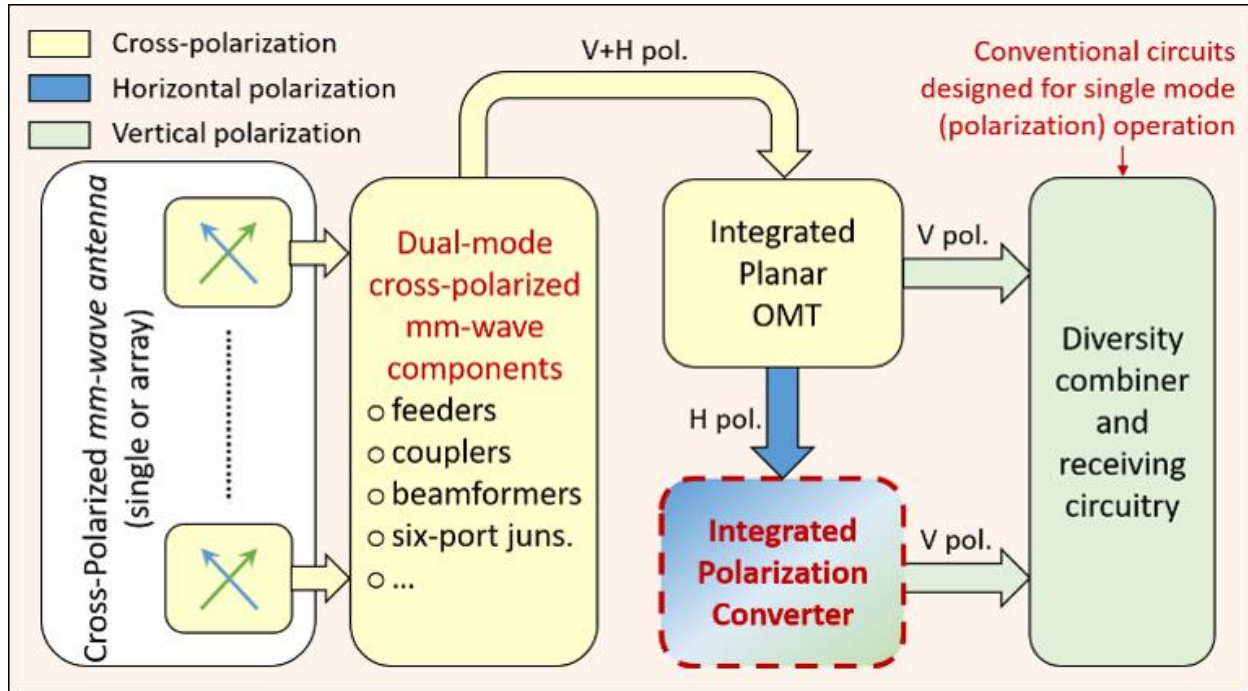 Cross-polarization
Horizontal polarization
Vertical polarization
V+H pol.
Conventional circuits
designed for single mode
(polarization) operation
Cross-Polarized mm-wave antenna
(single or array)
Dual-mode
cross-polarized
mm-wave
components
o feeders
o couplers
o beamformers
o six-port juns.
o ...
Integrated
Planar
OMT
V pol.
H pol.
Integrated
Polarization
Converter
V pol.
Diversity
combiner
and
receiving
circuitry